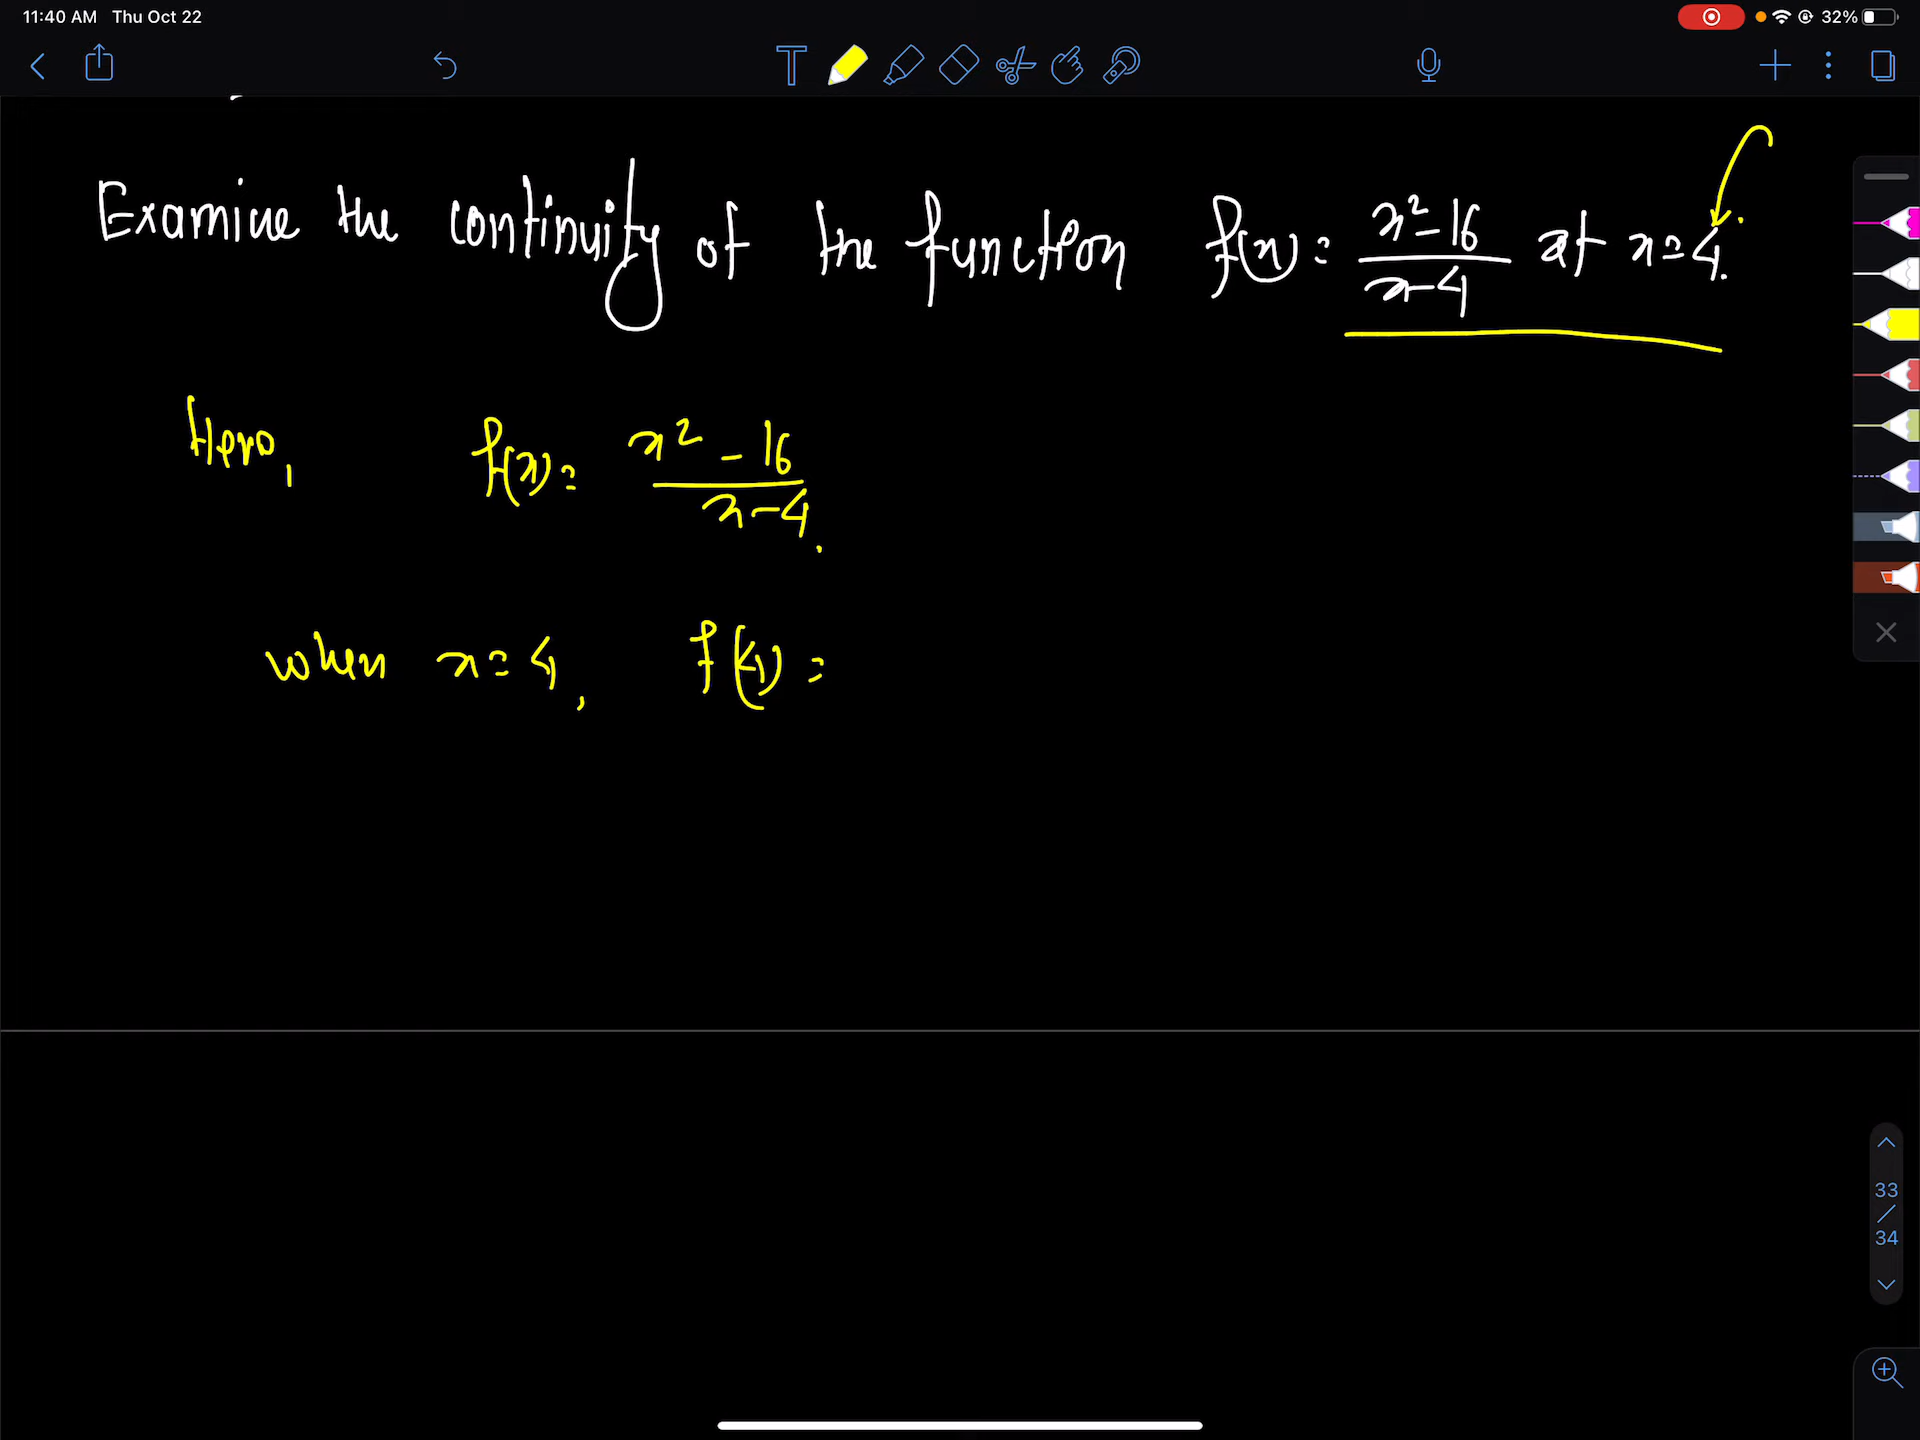 11:40 AM Thu Oct 22
32%
Examine the continuity of the function f(x) = x² - 16 / x - 4 at x = 4.
Here, f(x) = x² - 16 / x - 4.
when x = 4, f(4) =
33
/
34